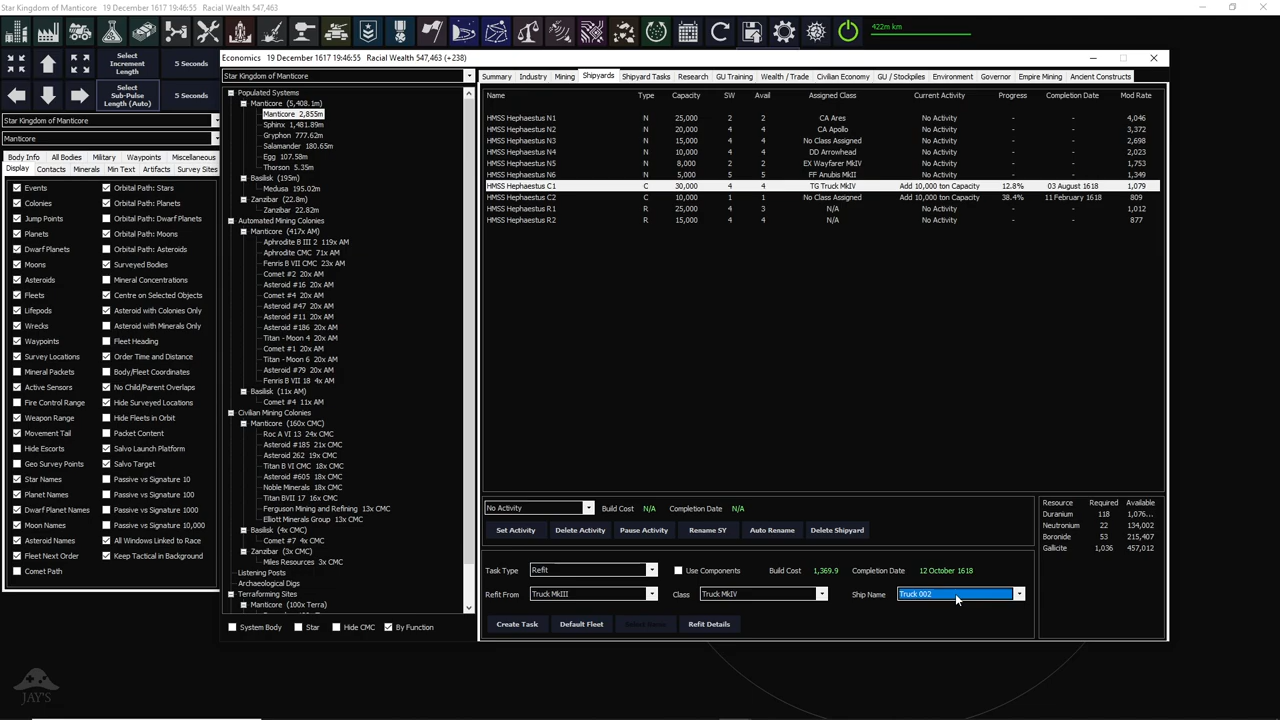 Star Kingdom of Manticore
19 December 1617 19:46:55 Racial Wealth 547,463
422m km
Select Increment Length
5 Seconds
Select Sub-Pulse Length (Auto)
5 Seconds
Star Kingdom of Manticore
Manticore
Body Info All Bodies Military Waypoints Miscellaneous
Display Contacts Minerals Min Text Artifacts Survey Sites
Events Orbital Path: Stars
Colonies Orbital Path: Planets
Jump Points Orbital Path: Dwarf Planets
Planets Orbital Path: Moons
Dwarf Planets Orbital Path: Asteroids
Moons Surveyed Bodies
Asteroids Mineral Concentrations
Fleets Centre on Selected Objects
Lifepods Asteroid with Colonies Only
Wrecks Asteroid with Minerals Only
Waypoints Fleet Heading
Survey Locations Order Time and Distance
Mineral Packets Body/Fleet Coordinates
Active Sensors No Child/Parent Overlaps
Fire Control Range Hide Surveyed Locations
Weapon Range Hide Fleets in Orbit
Movement Tail Packet Content
Hide Escorts Salvo Launch Platform
Geo Survey Points Salvo Target
Star Names Passive vs Signature 10
Planet Names Passive vs Signature 100
Dwarf Planet Names Passive vs Signature 1000
Moon Names Passive vs Signature 10,000
Asteroid Names All Windows Linked to Race
Fleet Next Order Keep Tactical in Background
Comet Path
JAY'S
Economics 19 December 1617 19:46:55 Racial Wealth 547,463 (+238)
Star Kingdom of Manticore
Populated Systems
Manticore (5,408.1m)
Manticore 2,855m
Sphinx 1,481.89m
Gryphon 777.62m
Salamander 180.65m
Egg 107.58m
Thorson 5.35m
Basilisk (195m)
Medusa 195.02m
Zanzibar (22.8m)
Zanzibar 22.82m
Automated Mining Colonies
Manticore (417x AM)
Aphrodite B III 2 119x AM
Aphrodite CMC 71x AM
Fenris B VII CMC 23x AM
Comet #2 20x AM
Asteroid #16 20x AM
Comet #4 20x AM
Asteroid #47 20x AM
Asteroid #11 20x AM
Asteroid #186 20x AM
Titan - Moon 4 20x AM
Comet #1 20x AM
Titan - Moon 6 20x AM
Asteroid #79 20x AM
Fenris B VII 18 4x AM
Basilisk (11x AM)
Comet #4 11x AM
Civilian Mining Colonies
Manticore (160x CMC)
Roc A VI 13 24x CMC
Asteroid #185 21x CMC
Asteroid 262 19x CMC
Titan B VI CMC 18x CMC
Asteroid #605 18x CMC
Noble Minerals 18x CMC
Titan BVII 17 16x CMC
Ferguson Mining and Refining 13x CMC
Elliott Minerals Group 13x CMC
Basilisk (4x CMC)
Comet #7 4x CMC
Zanzibar (3x CMC)
Miles Resources 3x CMC
Listening Posts
Archaeological Digs
Terraforming Sites
Manticore (100x Terra)
System Body Star Hide CMC By Function
Summary Industry Mining Shipyards Shipyard Tasks Research GU Training Wealth / Trade Civilian Economy GU / Stockpiles Environment Governor Empire Mining Ancient Constructs
Name Type Capacity SW Avail Assigned Class Current Activity Progress Completion Date Mod Rate
HMSS Hephaestus N1 N 25,000 2 2 CA Ares No Activity - - 4,046
HMSS Hephaestus N2 N 20,000 4 4 CA Apollo No Activity - - 3,372
HMSS Hephaestus N3 N 15,000 4 4 No Class Assigned No Activity - - 2,698
HMSS Hephaestus N4 N 10,000 4 4 DD Arrowhead No Activity - - 2,023
HMSS Hephaestus N5 N 8,000 2 2 EX Wayfarer MkIV No Activity - - 1,753
HMSS Hephaestus N6 N 6,000 5 5 FF Anubis MkII No Activity - - 1,349
HMSS Hephaestus C1 C 30,000 4 4 TG Truck MkIV Add 10,000 ton Capacity 12.8% 03 August 1618 1,079
HMSS Hephaestus C2 C 10,000 1 1 No Class Assigned Add 10,000 ton Capacity 38.4% 11 February 1618 809
HMSS Hephaestus R1 R 25,000 4 3 N/A No Activity - - 1,012
HMSS Hephaestus R2 R 15,000 4 4 N/A No Activity - - 877
No Activity Build Cost N/A Completion Date N/A
Set Activity Delete Activity Pause Activity Rename SY Auto Rename Delete Shipyard
Task Type Refit Use Components Build Cost 1,369.9 Completion Date 12 October 1618
Refit From Truck MkIII Class Truck MkIV Ship Name Truck 002
Create Task Default Fleet Refit Details
Resource Required Available
Duranium 118 1,076...
Neutronium 22 134,002
Boronide 53 215,407
Gallicite 1,036 457,012